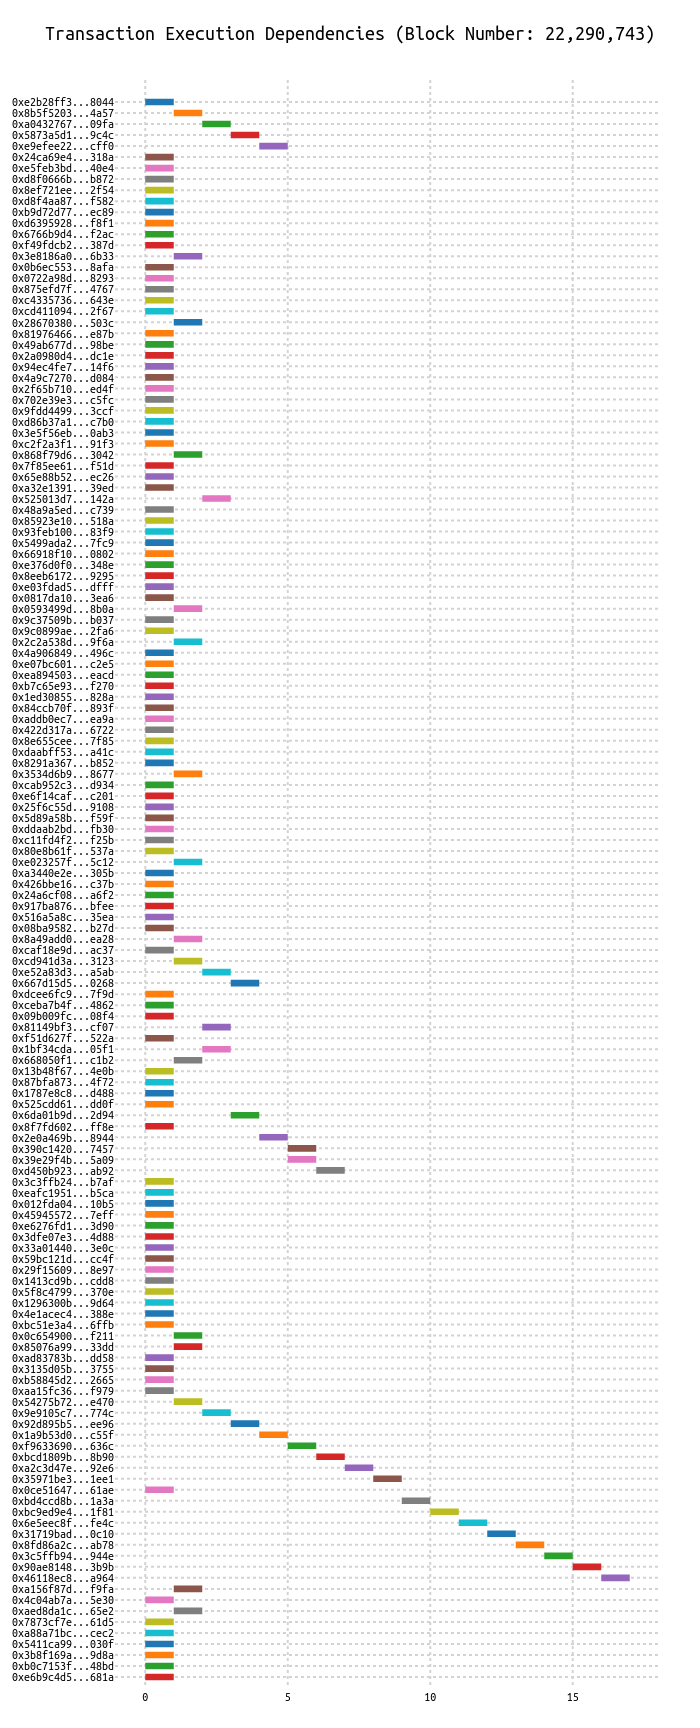 Transaction Execution Dependencies (Block Number: 22,290,743)
0xe2b28ff3...8044
0x8b5f5203...4a57
0xa0432767...09fa
0x5873a5d1...9c4c
0xe9efee22...cff0
0x24ca69e4...318a
0xe5feb3bd...40e4
0xd8f0666b...b872
0x8ef721ee...2f54
0xd8f4aa87...f582
0xb9d72d77...ec89
0xd6395928...f8f1
0x6766b9d4...f2ac
0xf49fdcb2...387d
0x3e8186a0...6b33
0x0b6ec553...8afa
0x0722a98d...8293
0x875efd7f...4767
0xc4335736...643e
0xcd411094...2f67
0x28670380...503c
0x81976466...e87b
0x49ab677d...98be
0x2a0980d4...dc1e
0x94ec4fe7...14f6
0x4a9c7270...d084
0x2f65b710...ed4f
0x702e39e3...c5fc
0x9fdd4499...3ccf
0xd86b37a1...c7b0
0x3e5f56eb...0ab3
0xc2f2a3f1...91f3
0x868f79d6...3042
0x7f85ee61...f51d
0x65e88b52...ec26
0xa32e1391...39ed
0x525013d7...142a
0x48a9a5ed...c739
0x85923e10...518a
0x93feb100...83f9
0x5499ada2...7fc9
0x66918f10...0802
0xe376d0f0...348e
0x8eeb6172...9295
0xe03fdad5...dfff
0x0817da10...3ea6
0x0593499d...8b0a
0x9c37509b...b037
0x9c0899ae...2fa6
0x2c2a538d...9f6a
0x4a906849...496c
0xe07bc601...c2e5
0xea894503...eacd
0xb7c65e93...f270
0x1ed30855...828a
0x84ccb70f...893f
0xaddb0ec7...ea9a
0x422d317a...6722
0x8e655cee...7f85
0xdaabff53...a41c
0x8291a367...b852
0x3534d6b9...8677
0xcab952c3...d934
0xe6f14caf...c201
0x25f6c55d...9108
0x5d89a58b...f59f
0xddaab2bd...fb30
0xc11fd4f2...f25b
0x80e8b61f...537a
0xe023257f...5c12
0xa3440e2e...305b
0x426bbe16...c37b
0x24a6cf08...a6f2
0x917ba876...bfee
0x516a5a8c...35ea
0x08ba9582...b27d
0x8a49add0...ea28
0xcaf18e9d...ac37
0xcd941d3a...3123
0xe52a83d3...a5ab
0x667d15d5...0268
0xdcee6fc9...7f9d
0xceba7b4f...4862
0x09b009fc...08f4
0x81149bf3...cf07
0xf51d627f...522a
0x1bf34cda...05f1
0x668050f1...c1b2
0x13b48f67...4e0b
0x87bfa873...4f72
0x1787e8c8...d488
0x525cdd61...dd0f
0x6da01b9d...2d94
0x8f7fd602...ff8e
0x2e0a469b...8944
0x390c1420...7457
0x39e29f4b...5a09
0xd450b923...ab92
0x3c3ffb24...b7af
0xeafc1951...b5ca
0x012fda04...10b5
0x45945572...7eff
0xe6276fd1...3d90
0x3dfe07e3...4d88
0x33a01440...3e0c
0x59bc121d...cc4f
0x29f15609...8e97
0x1413cd9b...cdd8
0x5f8c4799...370e
0x1296300b...9d64
0x4e1acec4...388e
0xbc51e3a4...6ffb
0x0c654900...f211
0x85076a99...33dd
0xad83783b...dd58
0x3135d05b...3755
0xb58845d2...2665
0xaa15fc36...f979
0x54275b72...e470
0x9e9105c7...774c
0x92d895b5...ee96
0x1a9b53d0...c55f
0xf9633690...636c
0xbcd1809b...8b90
0xa2c3d47e...92e6
0x35971be3...1ee1
0x0ce51647...61ae
0xbd4ccd8b...1a3a
0xbc9ed9e4...1f81
0x6e5eec8f...fe4c
0x31719bad...0c10
0x8fd86a2c...ab78
0x3c5ffb94...944e
0x90ae8148...3b9b
0x46118ec8...a964
0xa156f87d...f9fa
0x4c04ab7a...5e30
0xaed8da1c...65e2
0x7873cf7e...61d5
0xa88a71bc...cec2
0x5411ca99...030f
0x3b8f169a...9d8a
0xb0c7153f...48bd
0xe6b9c4d5...681a
0 5 10 15